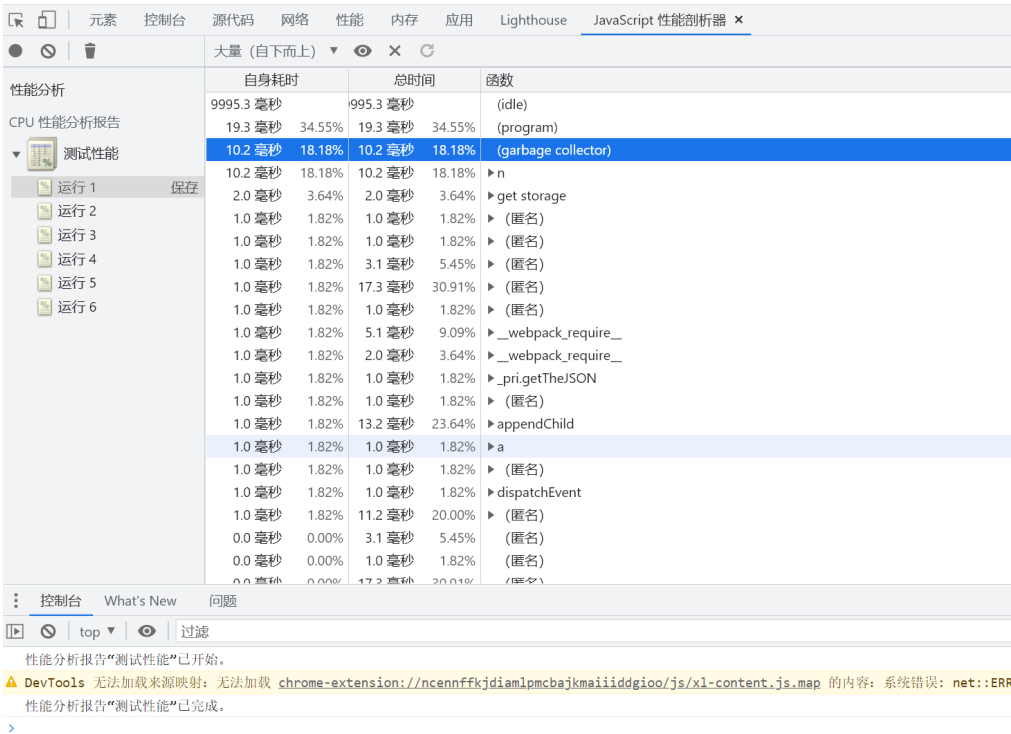 元素 控制台 源代码 网络 性能 内存 应用 Lighthouse JavaScript 性能剖析器 ×
大量（自下而上） ▼
性能分析
CPU 性能分析报告
测试性能
运行 1 保存
运行 2
运行 3
运行 4
运行 5
运行 6
自身耗时 总时间 函数
9995.3 毫秒 9995.3 毫秒 (idle)
19.3 毫秒 34.55% 19.3 毫秒 34.55% (program)
10.2 毫秒 18.18% 10.2 毫秒 18.18% (garbage collector)
10.2 毫秒 18.18% 10.2 毫秒 18.18% n
2.0 毫秒 3.64% 2.0 毫秒 3.64% get storage
1.0 毫秒 1.82% 1.0 毫秒 1.82% （匿名）
1.0 毫秒 1.82% 1.0 毫秒 1.82% （匿名）
1.0 毫秒 1.82% 3.1 毫秒 5.45% （匿名）
1.0 毫秒 1.82% 17.3 毫秒 30.91% （匿名）
1.0 毫秒 1.82% 1.0 毫秒 1.82% （匿名）
1.0 毫秒 1.82% 5.1 毫秒 9.09% __webpack_require__
1.0 毫秒 1.82% 2.0 毫秒 3.64% __webpack_require__
1.0 毫秒 1.82% 1.0 毫秒 1.82% _pri.getTheJSON
1.0 毫秒 1.82% 1.0 毫秒 1.82% （匿名）
1.0 毫秒 1.82% 13.2 毫秒 23.64% appendChild
1.0 毫秒 1.82% 1.0 毫秒 1.82% a
1.0 毫秒 1.82% 1.0 毫秒 1.82% （匿名）
1.0 毫秒 1.82% 1.0 毫秒 1.82% dispatchEvent
1.0 毫秒 1.82% 11.2 毫秒 20.00% （匿名）
0.0 毫秒 0.00% 3.1 毫秒 5.45% （匿名）
0.0 毫秒 0.00% 1.0 毫秒 1.82% （匿名）
0.0 毫秒 0.00% 17.3 毫秒 30.91% （匿名）
控制台 What's New 问题
top ▼ 过滤
性能分析报告“测试性能”已开始。
DevTools 无法加载来源映射：无法加载 chrome-extension://ncennffkjdiamlpmcbajkmaiiiddgioo/js/xl-content.js.map 的内容：系统错误：net::ERR
性能分析报告“测试性能”已完成。